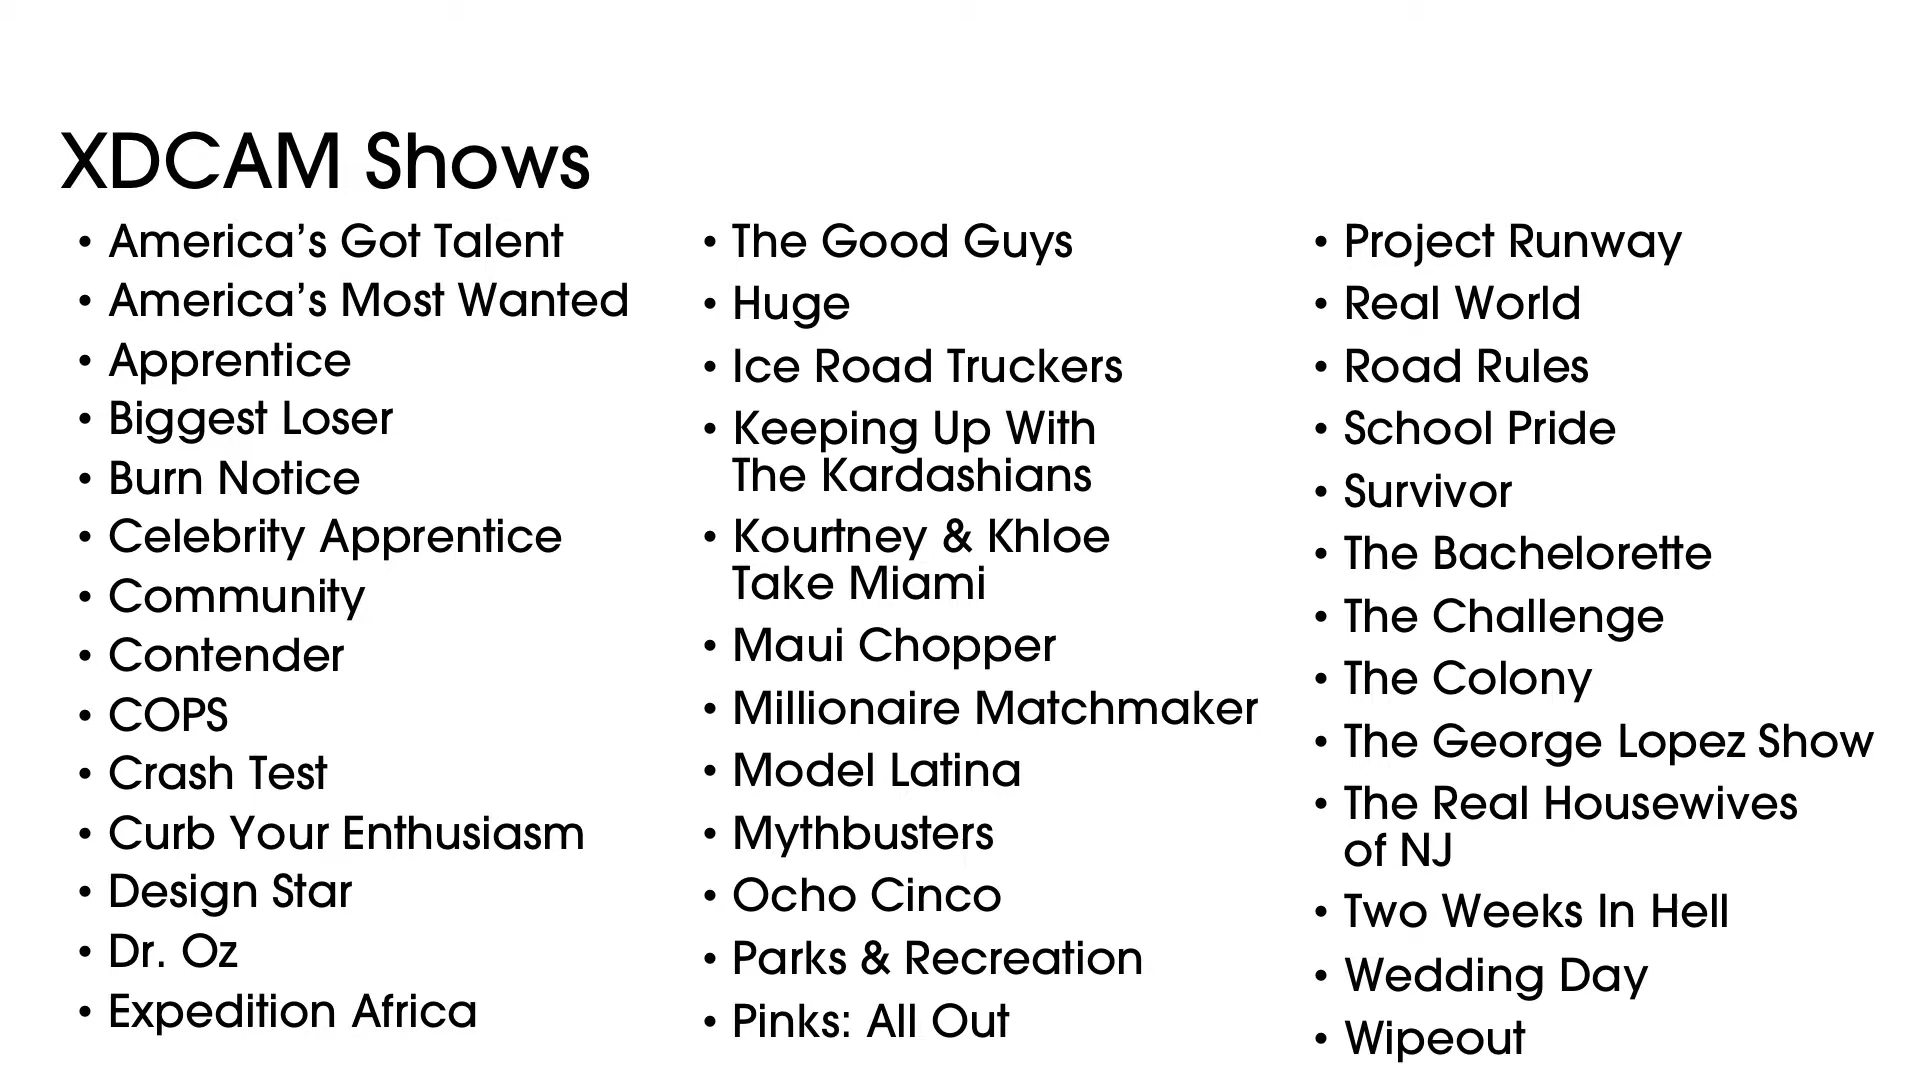 XDCAM Shows
• America’s Got Talent
• America’s Most Wanted
• Apprentice
• Biggest Loser
• Burn Notice
• Celebrity Apprentice
• Community
• Contender
• COPS
• Crash Test
• Curb Your Enthusiasm
• Design Star
• Dr. Oz
• Expedition Africa
• The Good Guys
• Huge
• Ice Road Truckers
• Keeping Up With
The Kardashians
• Kourtney & Khloe
Take Miami
• Maui Chopper
• Millionaire Matchmaker
• Model Latina
• Mythbusters
• Ocho Cinco
• Parks & Recreation
• Pinks: All Out
• Project Runway
• Real World
• Road Rules
• School Pride
• Survivor
• The Bachelorette
• The Challenge
• The Colony
• The George Lopez Show
• The Real Housewives
of NJ
• Two Weeks In Hell
• Wedding Day
• Wipeout